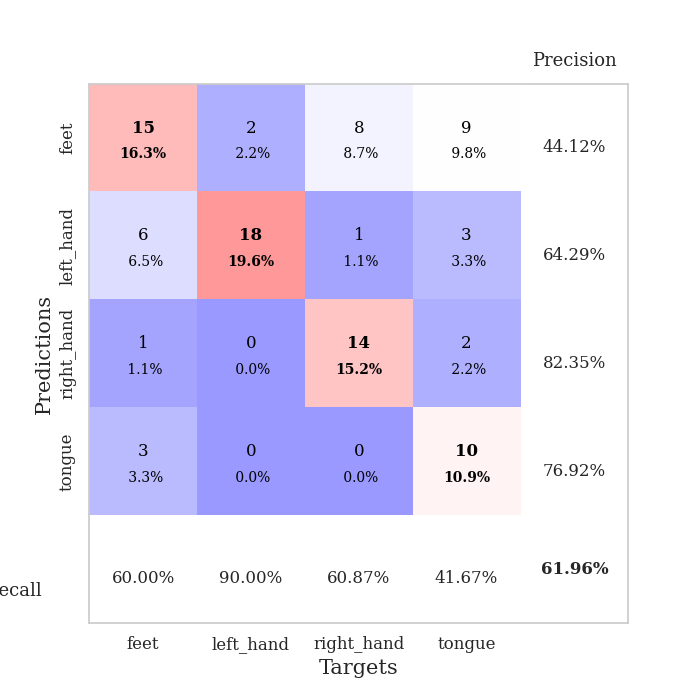 Precision
15 2 8 9
16.3% 2.2% 8.7% 9.8%
feet
44.12%
6 18 1 3
6.5% 19.6% 1.1% 3.3%
left_hand
64.29%
1 0 14 2
1.1% 0.0% 15.2% 2.2%
right_hand
82.35%
3 0 0 10
3.3% 0.0% 0.0% 10.9%
tongue
76.92%
Predictions
ecall
60.00% 90.00% 60.87% 41.67% 61.96%
feet left_hand right_hand tongue
Targets